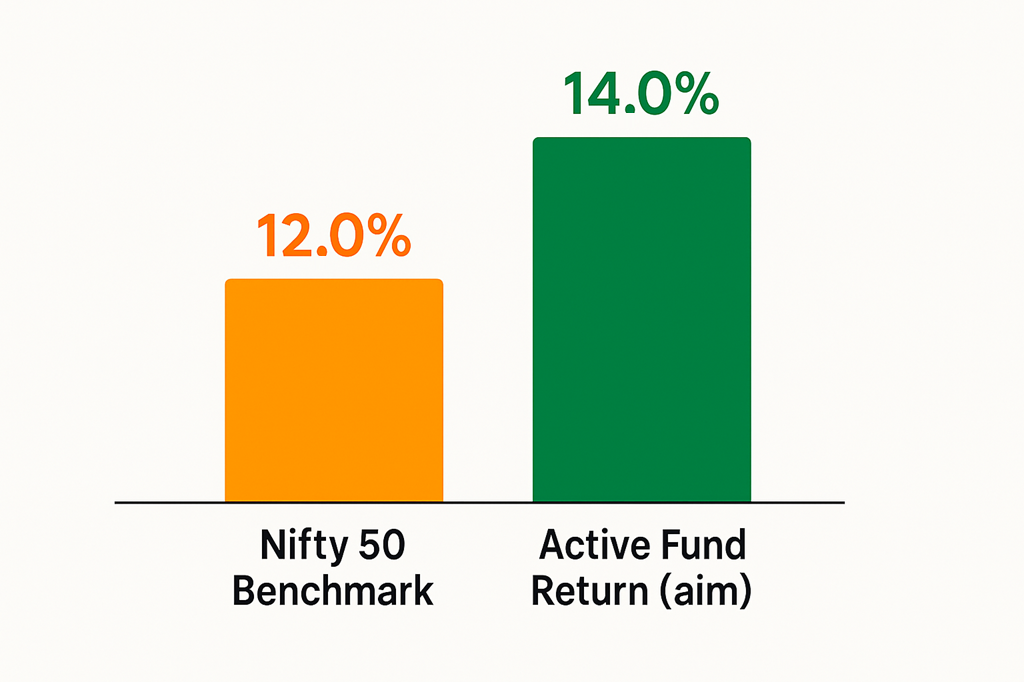 14.0%
12.0%
Nifty 50
Benchmark
Active Fund
Return (aim)